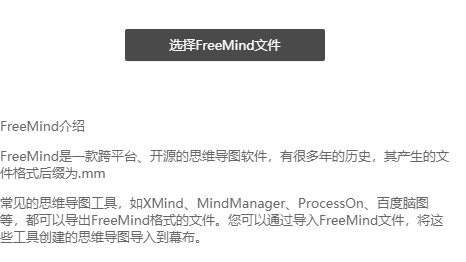 选择FreeMind文件
FreeMind介绍
FreeMind是一款跨平台、开源的思维导图软件，有很多年的历史，其产生的文
件格式后缀为.mm
常见的思维导图工具，如XMind、MindManager、ProcessOn、百度脑图
等，都可以导出FreeMind格式的文件。您可以通过导入FreeMind文件，将这
些工具创建的思维导图导入到幕布。